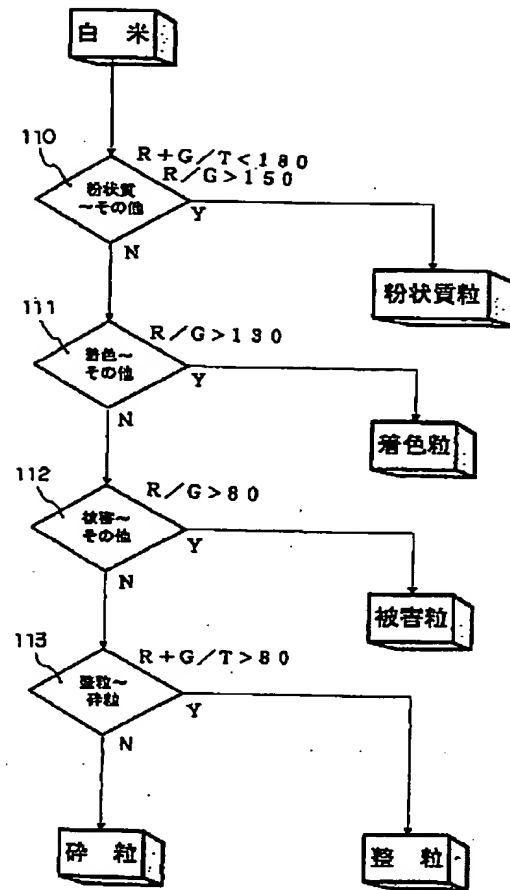 白 米
110
R+G/T<180
R/G>150
粉状質
~その他
Y
N
粉状質粒
111
R/G>130
着色~
その他
Y
N
着色粒
112
R/G>80
被害~
その他
Y
N
被害粒
113
R+G/T>80
整粒~
砕粒
Y
N
砕 粒
整 粒